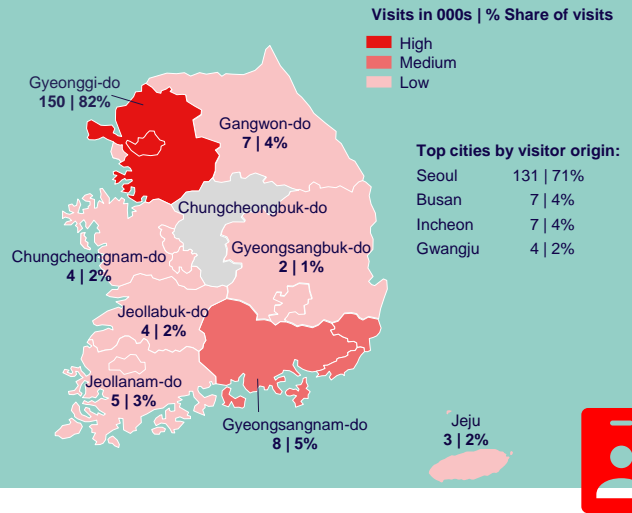 Visits in 000s | % Share of visits
High
Medium
Low
Gyeonggi-do
150 | 82%
Gangwon-do
7 | 4%
Top cities by visitor origin:
Seoul 131 | 71%
Busan 7 | 4%
Incheon 7 | 4%
Gwangju 4 | 2%
Chungcheongbuk-do
Chungcheongnam-do
4 | 2%
Gyeongsangbuk-do
2 | 1%
Jeollabuk-do
4 | 2%
Jeollanam-do
5 | 3%
Gyeongsangnam-do
8 | 5%
Jeju
3 | 2%